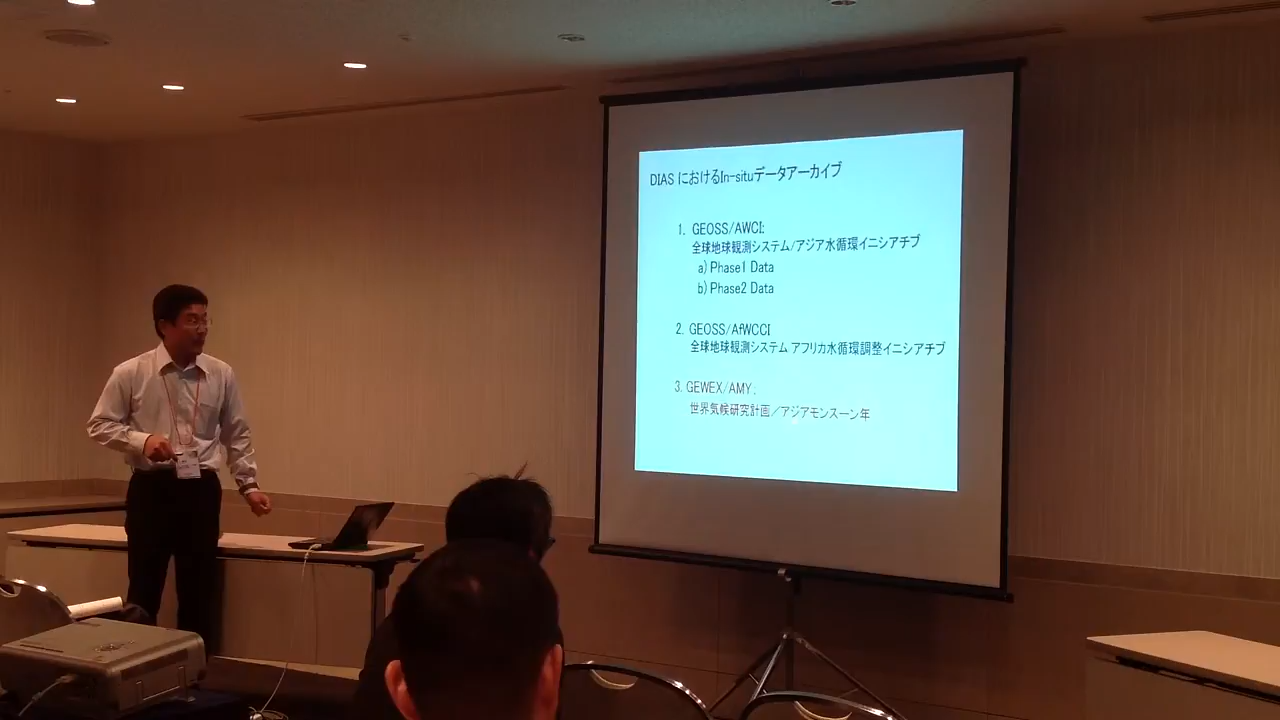 DIAS におけるIn-situデータアーカイブ
1. GEOSS/AWCI:
全球地球観測システム/アジア水循環イニシアチブ
a) Phase1 Data
b) Phase2 Data
2. GEOSS/AfWCCI
全球地球観測システム アフリカ水循環調整イニシアチブ
3. GEWEX/AMY:
世界気候研究計画／アジアモンスーン年